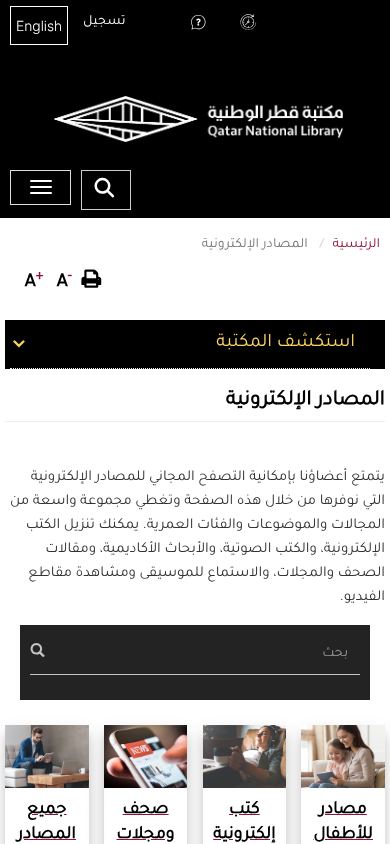 English
تسجيل
مكتبة قطر الوطنية
Qatar National Library
الرئيسية / المصادر الإلكترونية
A+ A-
استكشف المكتبة
المصادر الإلكترونية
يتمتع أعضاؤنا بإمكانية التصفح المجاني للمصادر الإلكترونية
التي نوفرها من خلال هذه الصفحة وتغطي مجموعة واسعة من
المجالات والموضوعات والفئات العمرية. يمكنك تنزيل الكتب
الإلكترونية، والكتب الصوتية، والأبحاث الأكاديمية، ومقالات
الصحف والمجلات، والاستماع للموسيقى ومشاهدة مقاطع
الفيديو.
بحث
NEWS
مصادر
للأطفال
كتب
إلكترونية
صحف
ومجلات
جميع
المصادر